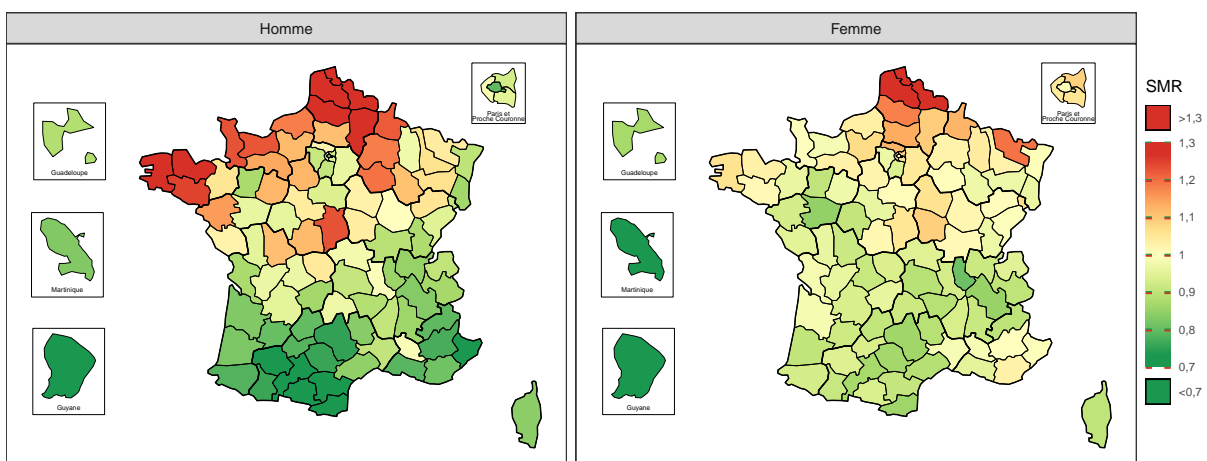 Homme
Femme
Paris et
Proche Couronne
Guadeloupe
Martinique
Guyane
Paris et
Proche Couronne
Guadeloupe
Martinique
Guyane
SMR
>1,3
1,3
1,2
1,1
1
0,9
0,8
0,7
<0,7